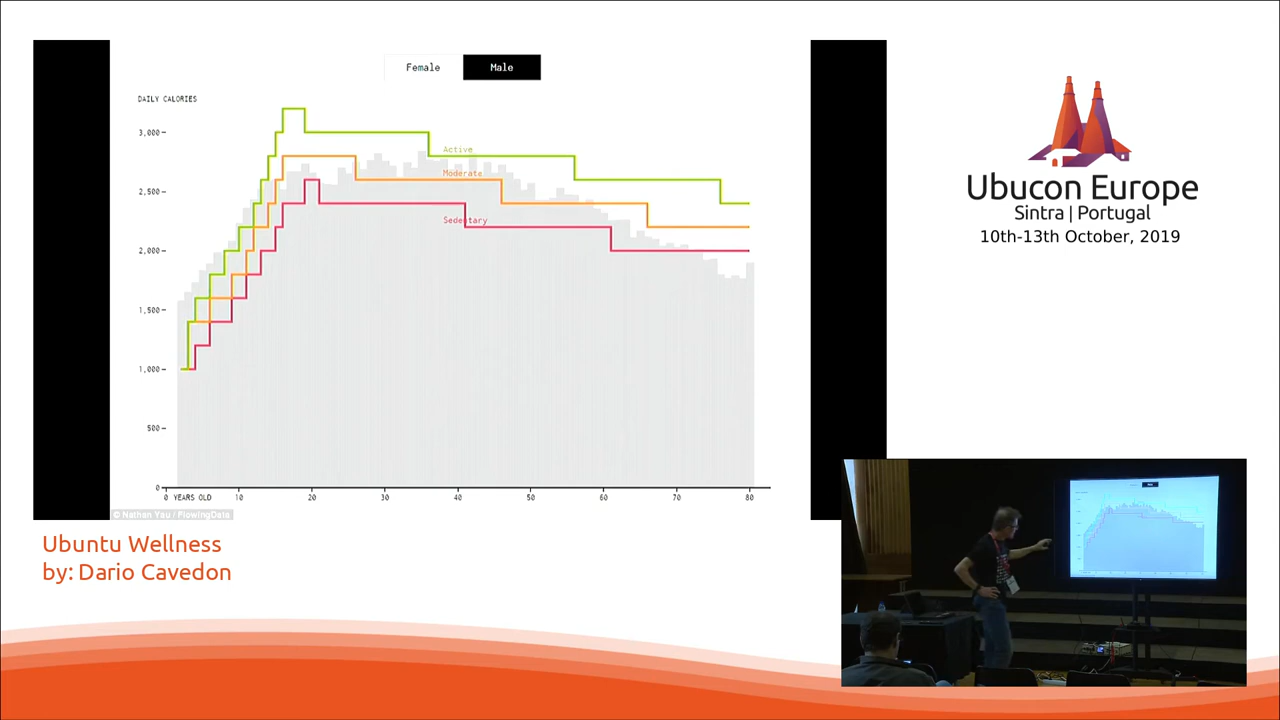 Female
Male
DAILY CALORIES
3,000
2,500
2,000
1,500
1,000
500
0
Active
Moderate
Sedentary
0 YEARS OLD 10 20 30 40 50 60 70 80
© Nathan Yau / FlowingData
Ubuntu Wellness
by: Dario Cavedon
Ubucon Europe
Sintra | Portugal
10th-13th October, 2019